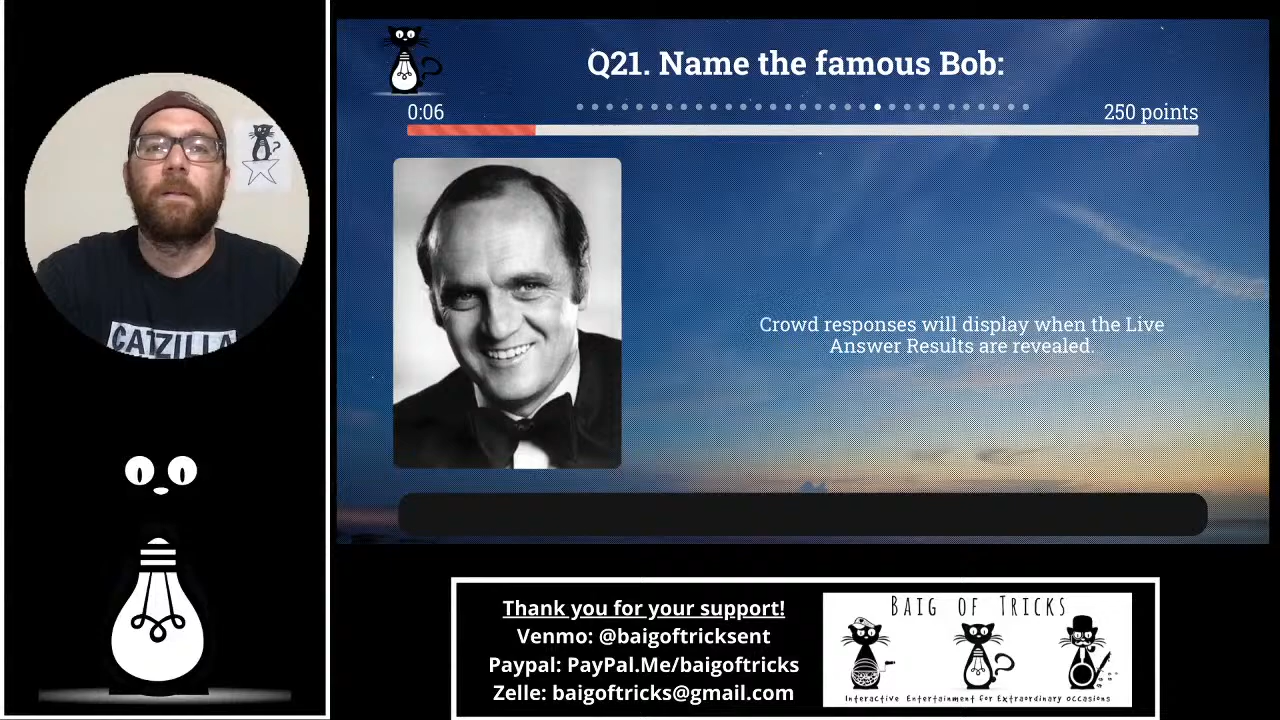 Q21. Name the famous Bob:
0:06
250 points
CATZILLA
Crowd responses will display when the Live
Answer Results are revealed.
Thank you for your support!
Venmo: @baigoftricksent
Paypal: PayPal.Me/baigoftricks
Zelle: baigoftricks@gmail.com
BAIG OF TRICKS
Interactive Entertainment for Extraordinary occasions